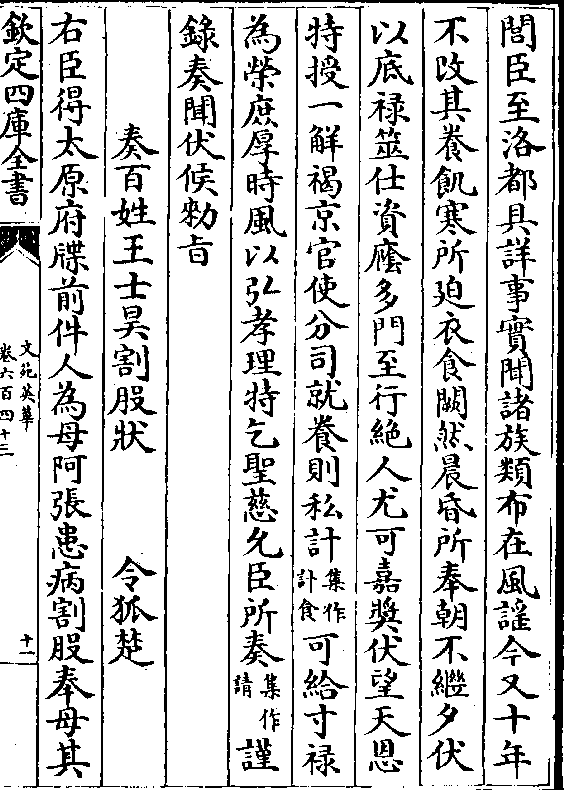 閭臣至洛都具詳事實聞諸族類布在風謡今又十年
不改其養飢寒所廹衣食闕然晨昏所奉朝不繼夕伏
以底禄筮仕資廕多門至行絶人尤可嘉奬伏望天恩
特授一解褐京官使分司就養則私計集作計食可給寸禄
為榮庶厚時風以弘孝理特乞聖慈允臣所奏集作請謹
錄奏聞伏候勑㫖
奏百姓王士昊割股狀 令狐楚
右臣得太原府牒前件人為母阿張患病割股奉母其
欽定四庫全書
文苑英華
卷六百四十三
十一